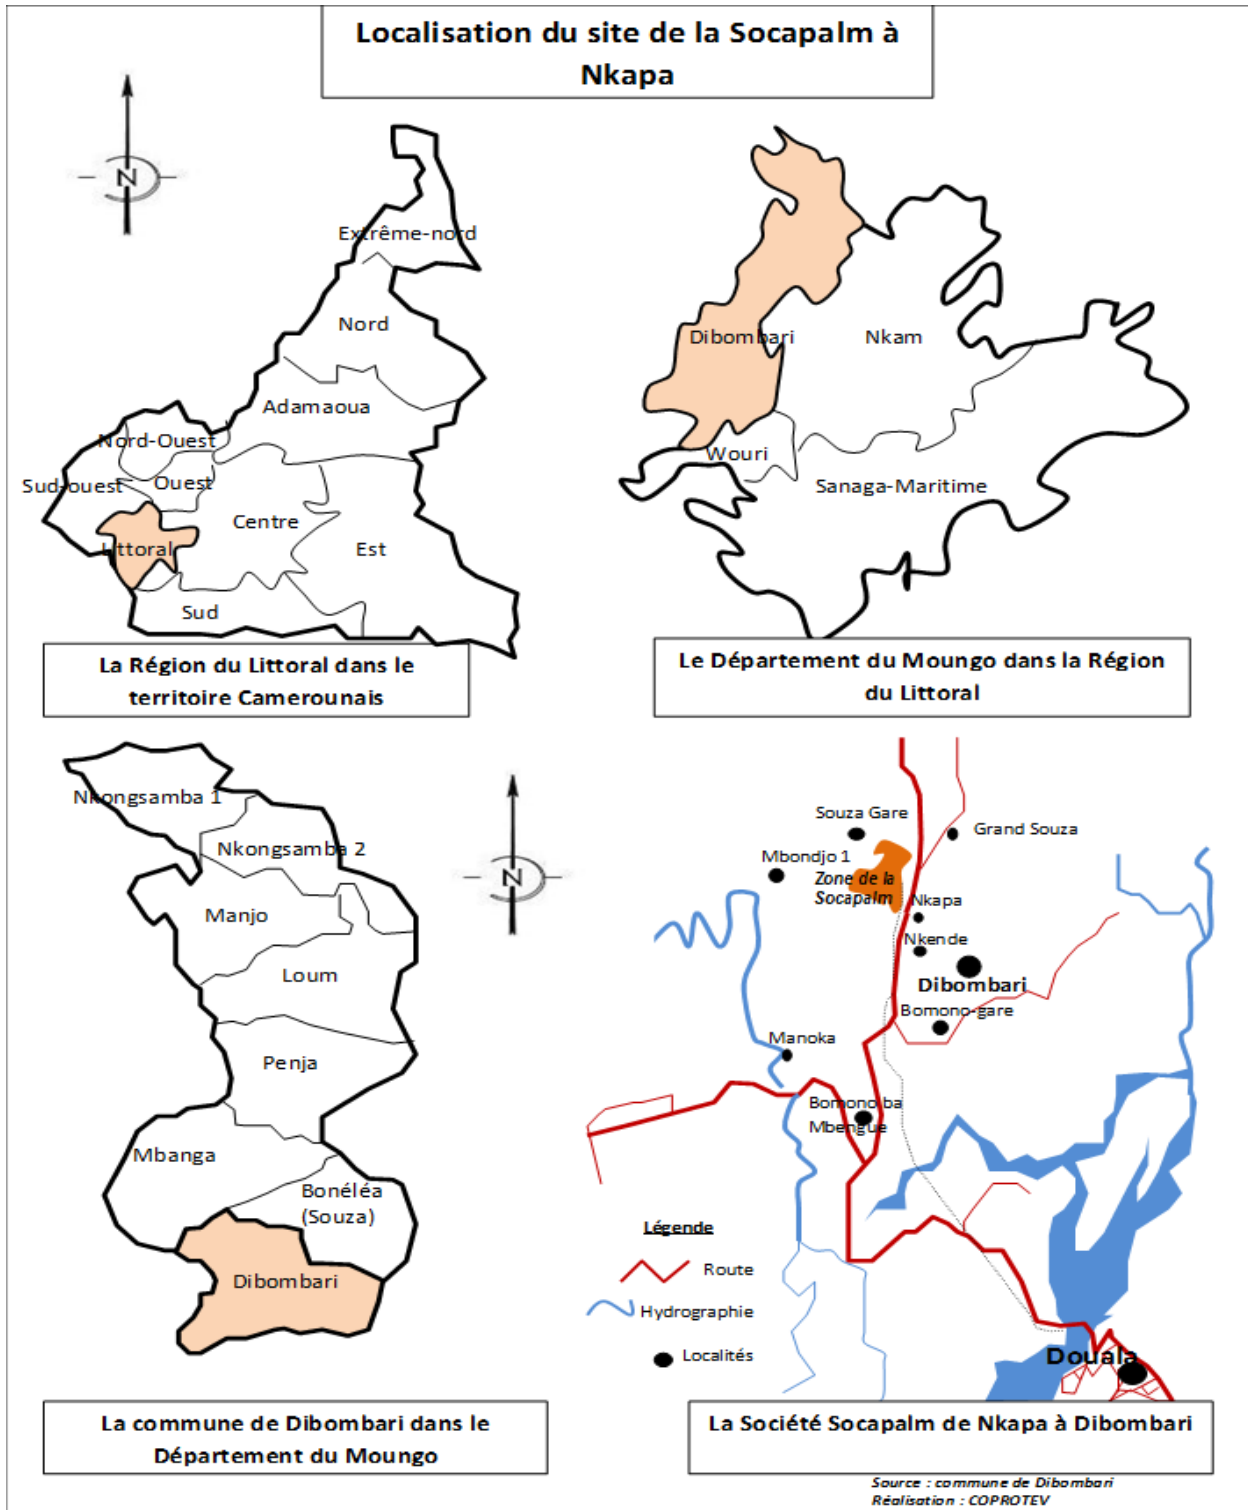 Localisation du site de la Socapalm à
Nkapa
N
Extrême-nord
Nord
Adamaoua
Nord-Ouest
Sud-ouest
Ouest
Centre
Littoral
Est
Sud
La Région du Littoral dans le
territoire Camerounais
Dibombari
Nkam
Wouri
Sanaga-Maritime
Le Département du Moungo dans la Région
du Littoral
Nkongsamba 1
Nkongsamba 2
Manjo
Loum
Penja
Mbanga
Bonéléa
(Souza)
Dibombari
La commune de Dibombari dans le
Département du Moungo
N
Souza Gare
Grand Souza
Mbondjo 1
Zone de la
Socapalm
Nkapa
Nkende
Dibombari
Bomono-gare
Manoka
Bomono ba
Mbengue
Légende
Route
Hydrographie
Localités
Douala
La Société Socapalm de Nkapa à Dibombari
Source : commune de Dibombari
Réalisation : COPROTEV